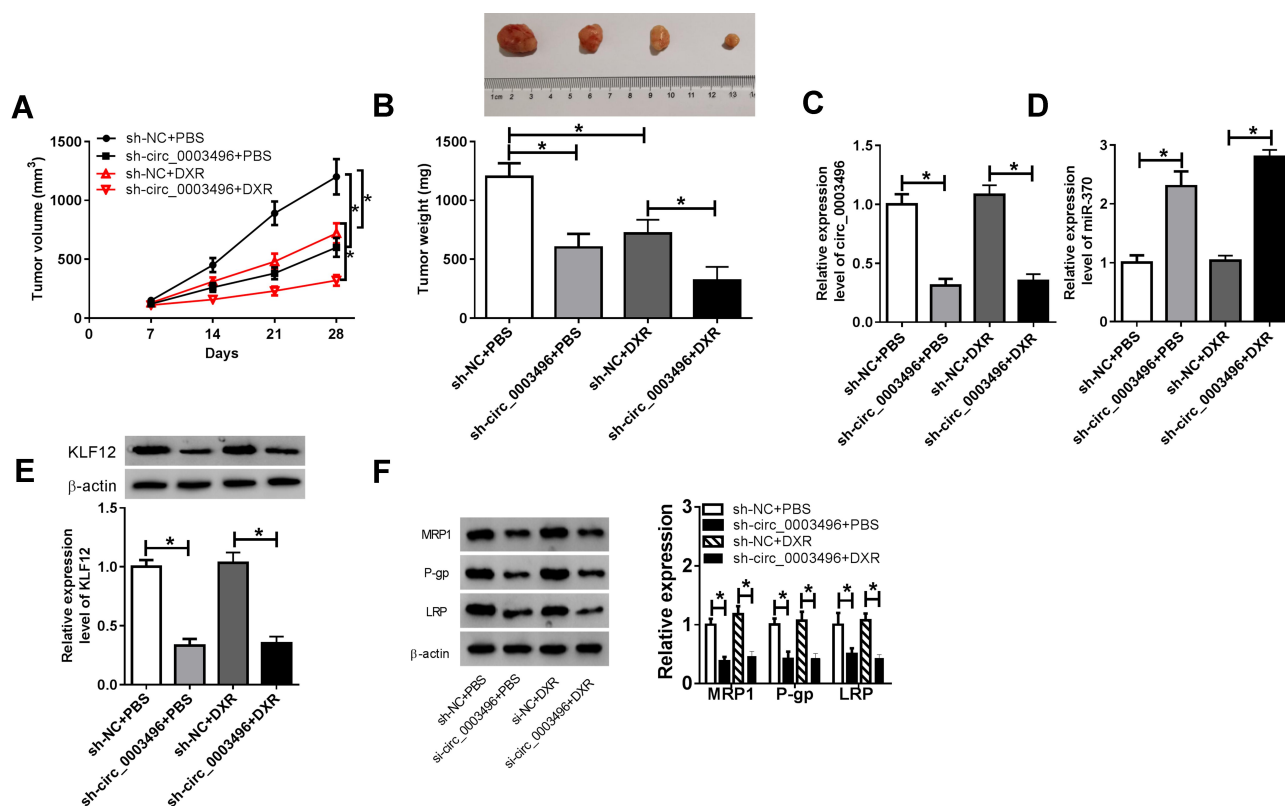 A
sh-NC+PBS
sh-circ_0003496+PBS
sh-NC+DXR
sh-circ_0003496+DXR
Tumor volume (mm3)
1500
1000
500
0
0 7 14 21 28
Days
*
*
*
B
1cm 2 3 4 5 6 7 8 9 10 11 12 13
Tumor weight (mg)
1500
1000
500
0
*
*
*
sh-NC+PBS
sh-circ_0003496+PBS
sh-NC+DXR
sh-circ_0003496+DXR
C
Relative expression
level of circ_0003496
1.5
1.0
0.5
0.0
*
*
sh-NC+PBS
sh-circ_0003496+PBS
sh-NC+DXR
sh-circ_0003496+DXR
D
Relative expression
level of miR-370
3
2
1
0
*
*
sh-NC+PBS
sh-circ_0003496+PBS
sh-NC+DXR
sh-circ_0003496+DXR
E
KLF12
β-actin
Relative expression
level of KLF12
1.5
1.0
0.5
0.0
*
*
sh-NC+PBS
sh-circ_0003496+PBS
sh-NC+DXR
sh-circ_0003496+DXR
F
MRP1
P-gp
LRP
β-actin
sh-NC+PBS
si-circ_0003496+PBS
si-NC+DXR
si-circ_0003496+DXR
Relative expression
3
2
1
0
sh-NC+PBS
sh-circ_0003496+PBS
sh-NC+DXR
sh-circ_0003496+DXR
* * * * * *
MRP1 P-gp LRP